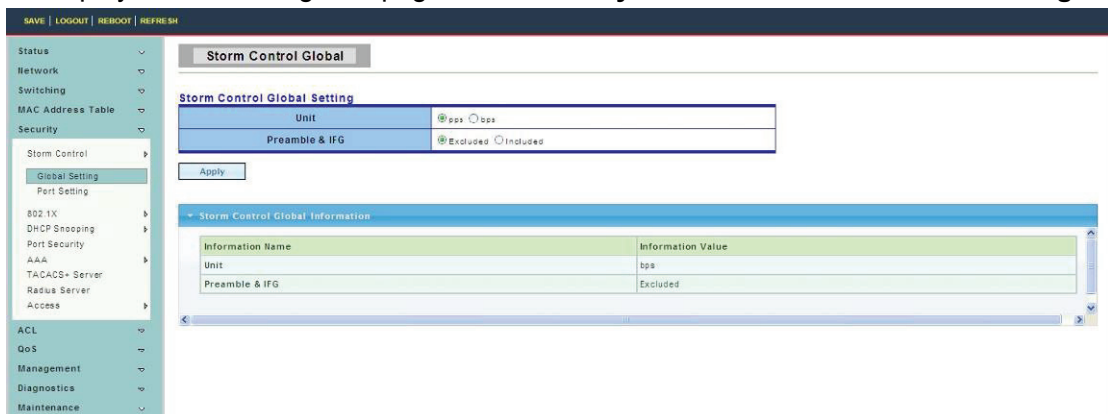 SAVE | LOGOUT | REBOOT | REFRESH
Status
Network
Switching
MAC Address Table
Security
Storm Control
Global Setting
Port Setting
802.1X
DHCP Snooping
Port Security
AAA
TACACS+ Server
Radius Server
Access
ACL
QoS
Management
Diagnostics
Maintenance
Storm Control Global
Storm Control Global Setting
Unit pps bps
Preamble & IFG Excluded Included
Apply
Storm Control Global Information
Information Name Information Value
Unit bps
Preamble & IFG Excluded